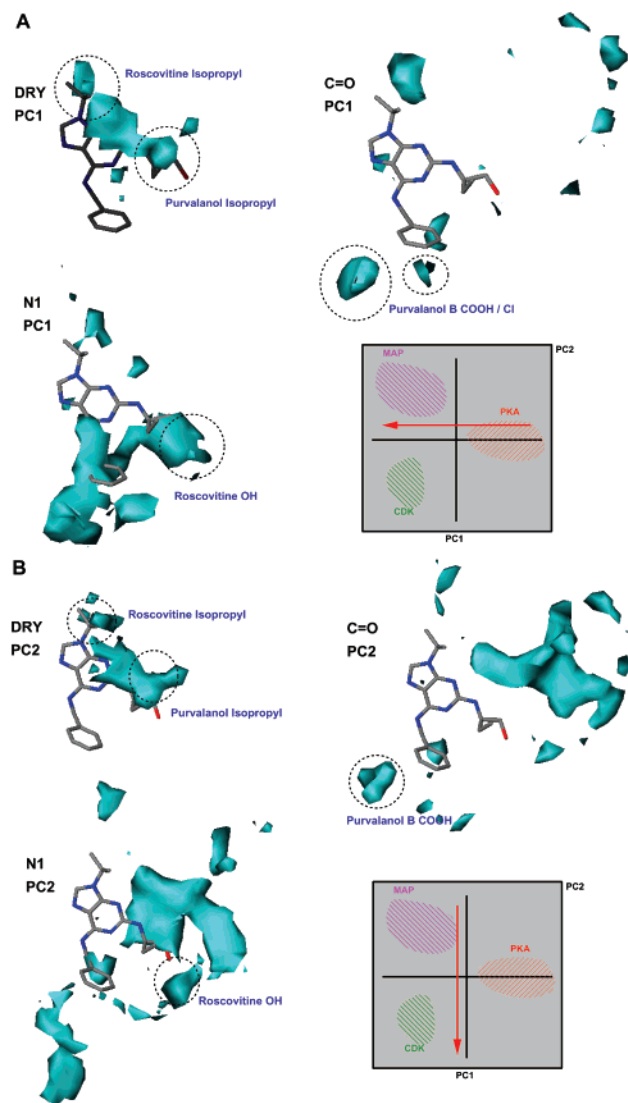 A
Roscovitine Isopropyl
DRY
PC1
Purvalanol Isopropyl
C=O
PC1
Purvalanol B COOH / Cl
N1
PC1
Roscovitine OH
PC2
MAP
PKA
CDK
PC1
B
Roscovitine Isopropyl
DRY
PC2
Purvalanol Isopropyl
C=O
PC2
Purvalanol B COOH
N1
PC2
Roscovitine OH
PC2
MAP
PKA
CDK
PC1